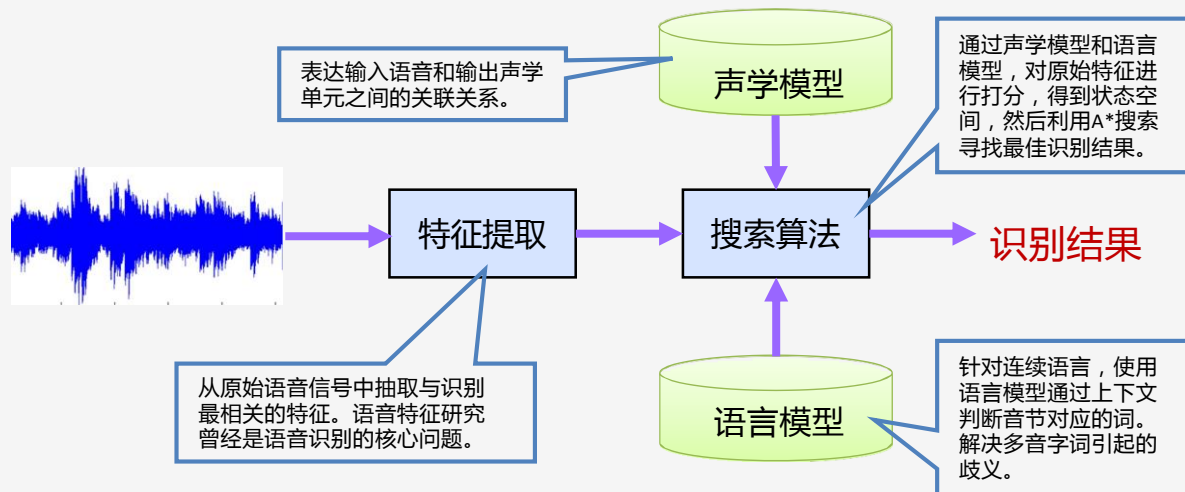 表达输入语音和输出声学
单元之间的关联关系。
声学模型
通过声学模型和语言
模型，对原始特征进
行打分，得到状态空
间，然后利用A*搜索
寻找最佳识别结果。
特征提取
搜索算法
识别结果
从原始语音信号中抽取与识别
最相关的特征。语音特征研究
曾经是语音识别的核心问题。
语言模型
针对连续语言，使用
语言模型通过上下文
判断音节对应的词。
解决多音字词引起的
歧义。